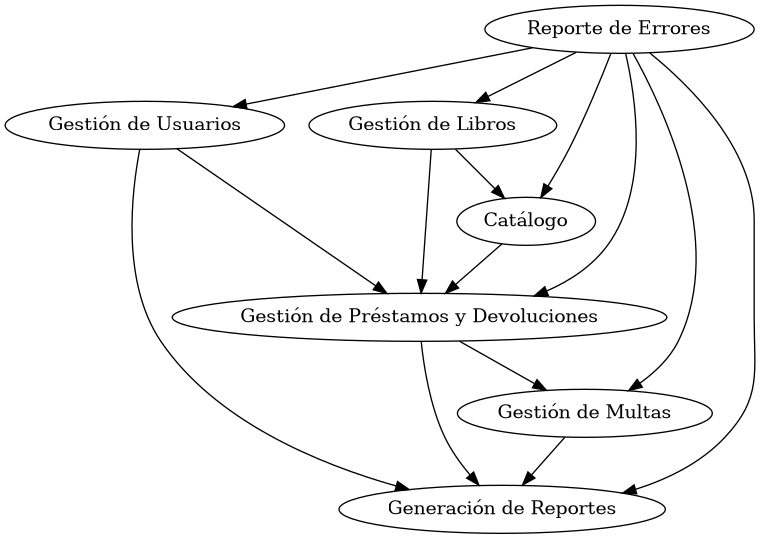 Reporte de Errores
Gestión de Usuarios
Gestión de Libros
Catálogo
Gestión de Préstamos y Devoluciones
Gestión de Multas
Generación de Reportes